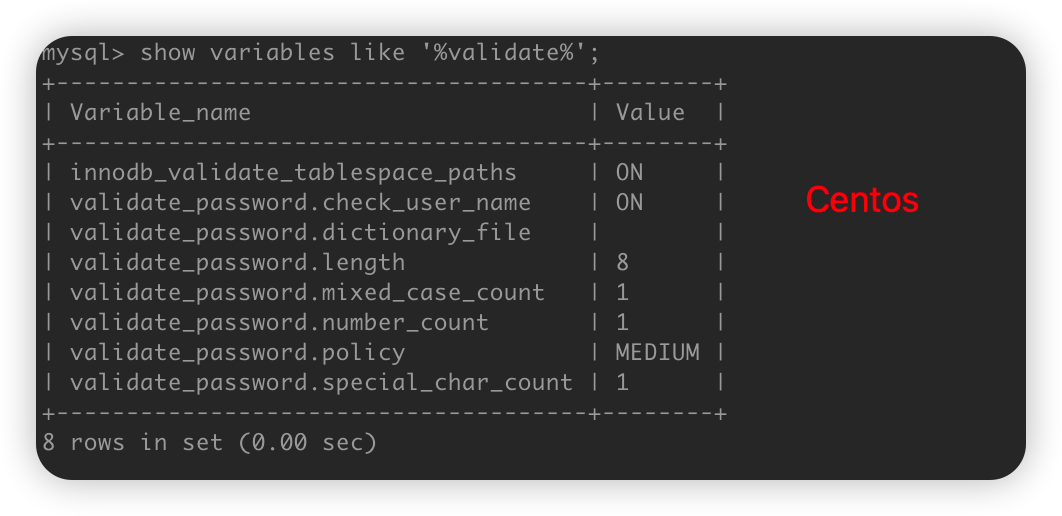 mysql> show variables like '%validate%';
+--------------------------------------+--------+
| Variable_name                        | Value  |
+--------------------------------------+--------+
| innodb_validate_tablespace_paths     | ON     |
| validate_password.check_user_name    | ON     |
Centos
| validate_password.dictionary_file    |        |
| validate_password.length             | 8      |
| validate_password.mixed_case_count   | 1      |
| validate_password.number_count       | 1      |
| validate_password.policy             | MEDIUM |
| validate_password.special_char_count | 1      |
+--------------------------------------+--------+
8 rows in set (0.00 sec)